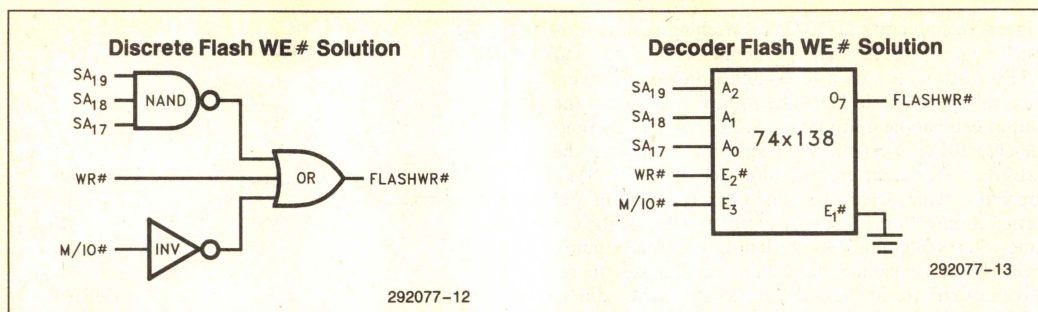 Discrete Flash WE# Solution
SA19
SA18
SA17
NAND
WR#
OR
FLASHWR#
M/IO#
INV
292077-12
Decoder Flash WE# Solution
SA19
A2
O7
FLASHWR#
SA18
A1
74x138
SA17
A0
WR#
E2#
M/IO#
E3
E1#
292077-13